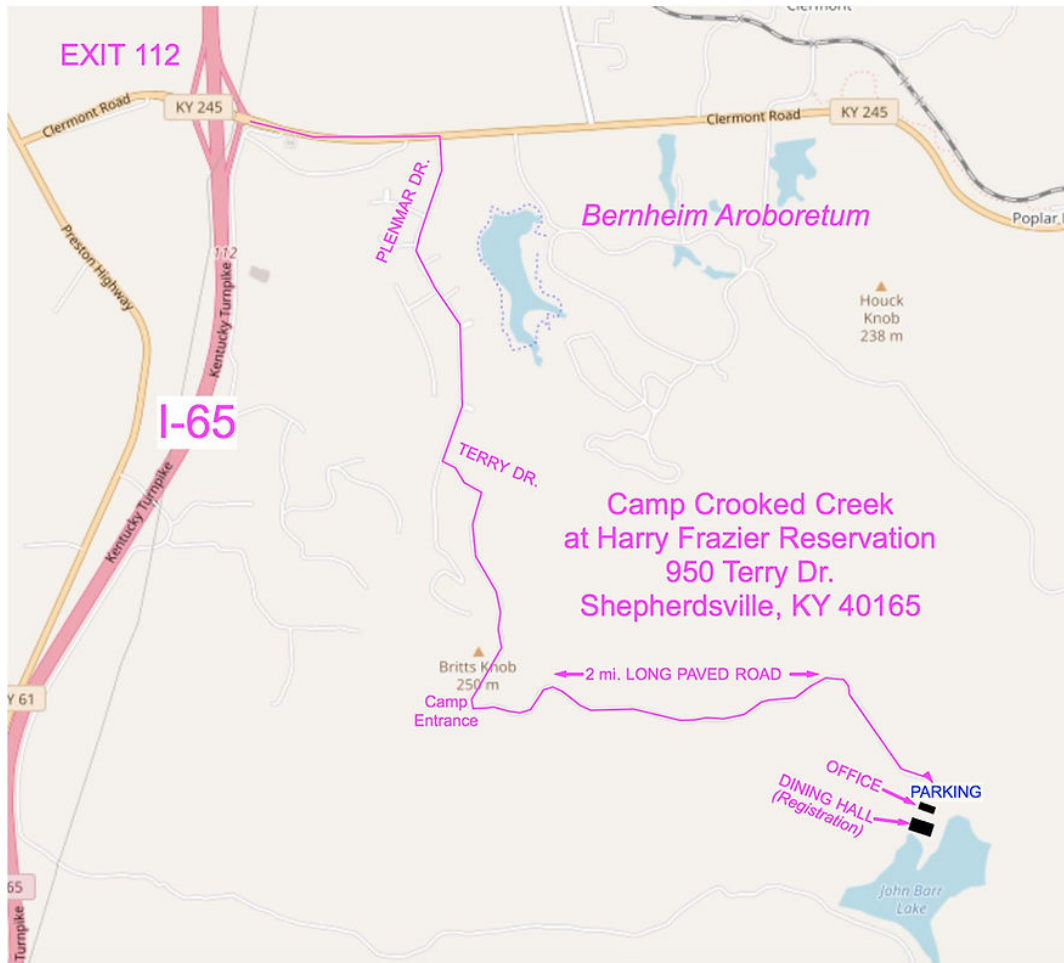 Clermont
EXIT 112
KY 245
Clermont Road
Clermont Road
KY 245
PLENMAR DR.
Bernheim Aroboretum
Poplar
Preston Highway
112
Kentucky Turnpike
Houck
Knob
238 m
I-65
TERRY DR.
Kentucky Turnpike
Camp Crooked Creek
at Harry Frazier Reservation
950 Terry Dr.
Shepherdsville, KY 40165
Britts Knob
250 m
2 mi. LONG PAVED ROAD
Y 61
Camp
Entrance
OFFICE
PARKING
DINING HALL
(Registration)
65
John Barr
Lake
Turnpike